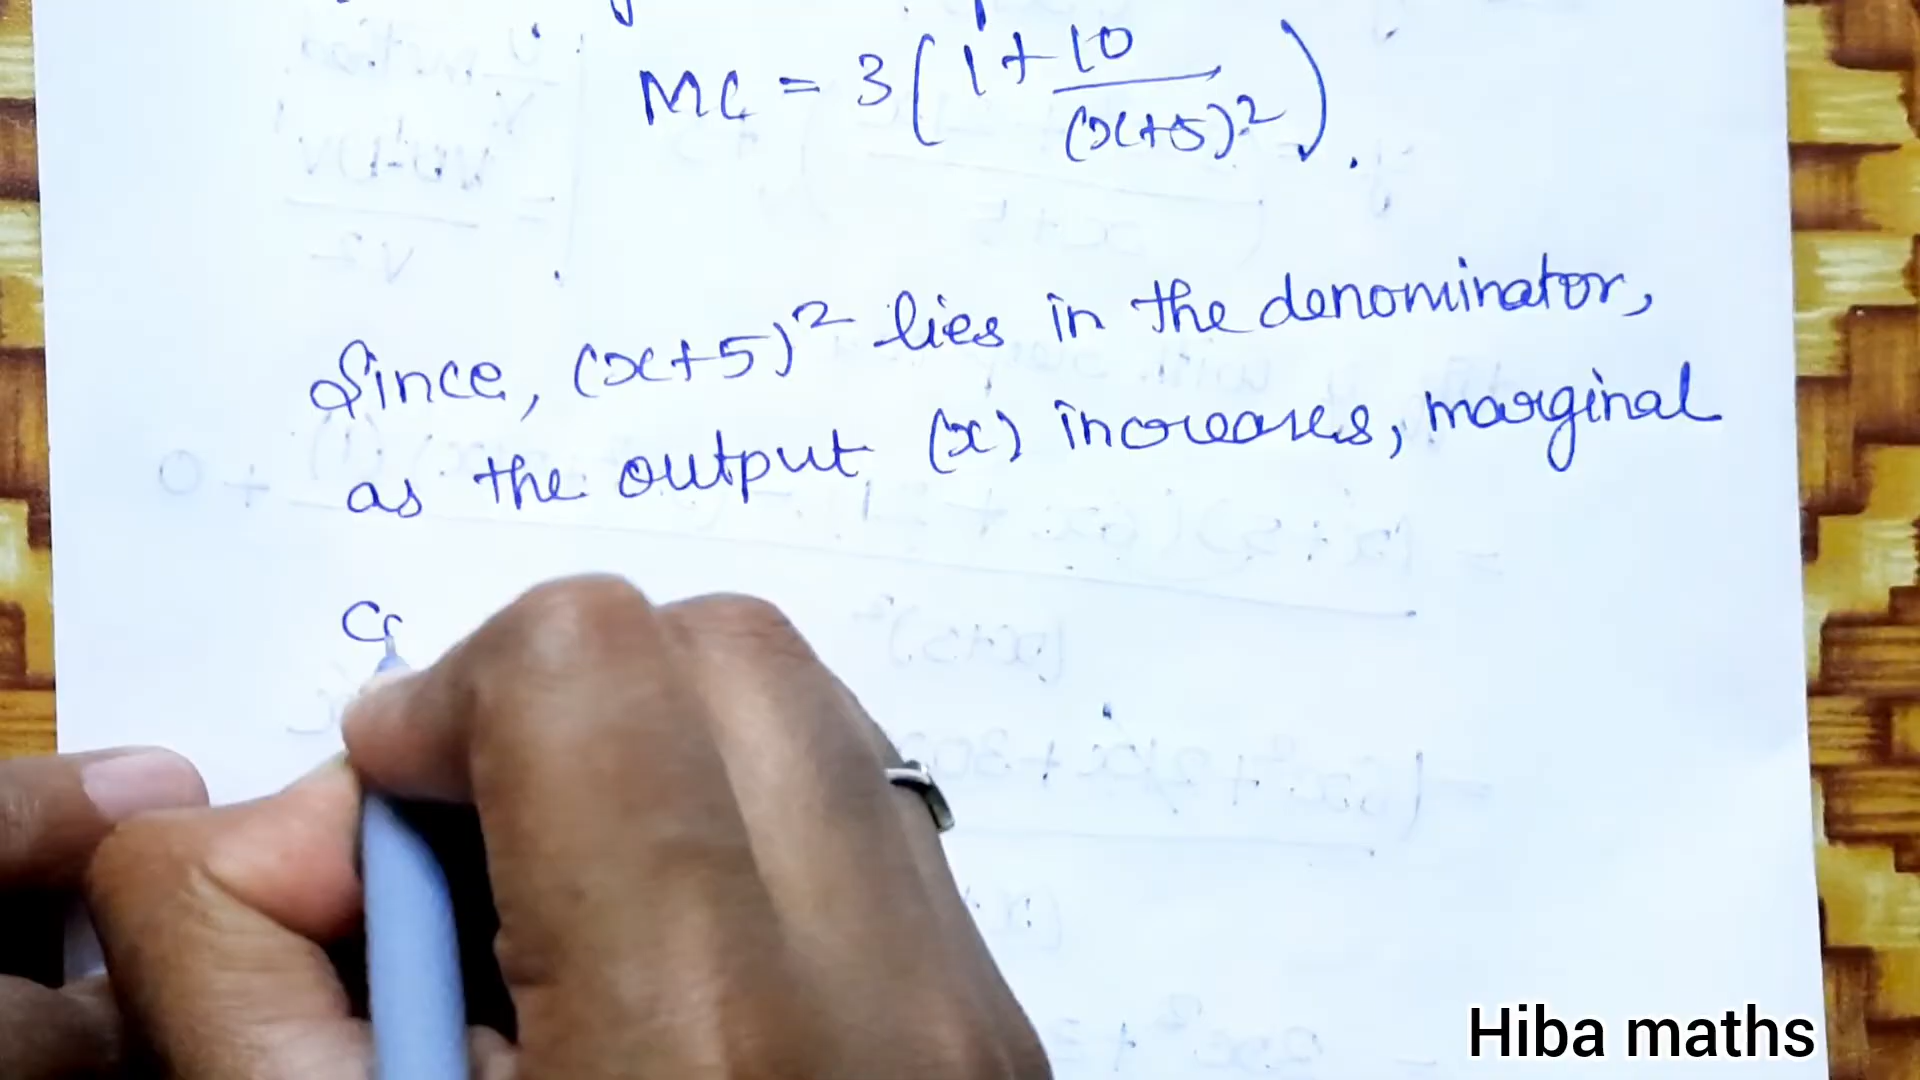 MC = 3(1+10/(x+5)²).
Since, (x+5)² lies in the denominator,
as the output (x) increases, marginal
Hiba maths